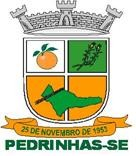 25 DE NOVEMBRO DE 1953
PEDRINHAS-SE